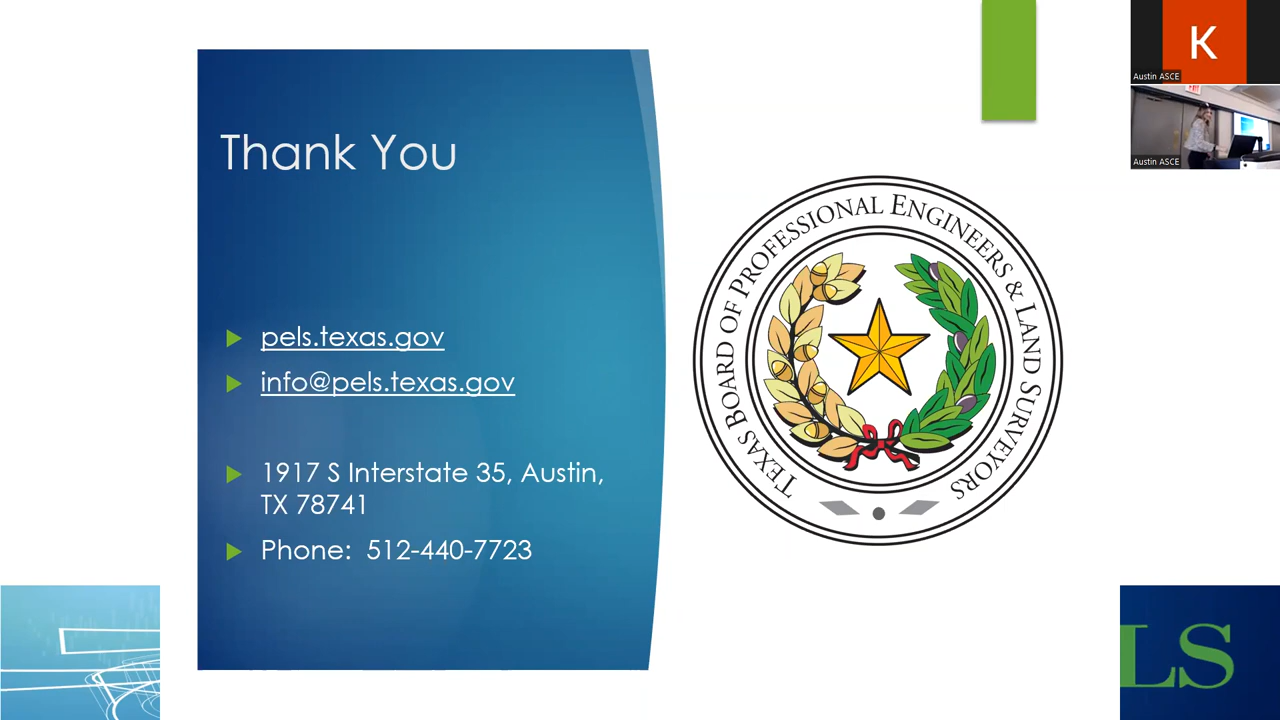 Thank You
pels.texas.gov
info@pels.texas.gov
1917 S Interstate 35, Austin,
TX 78741
Phone: 512-440-7723
TEXAS BOARD OF PROFESSIONAL ENGINEERS & LAND SURVEYORS
K
Austin ASCE
Austin ASCE
LS